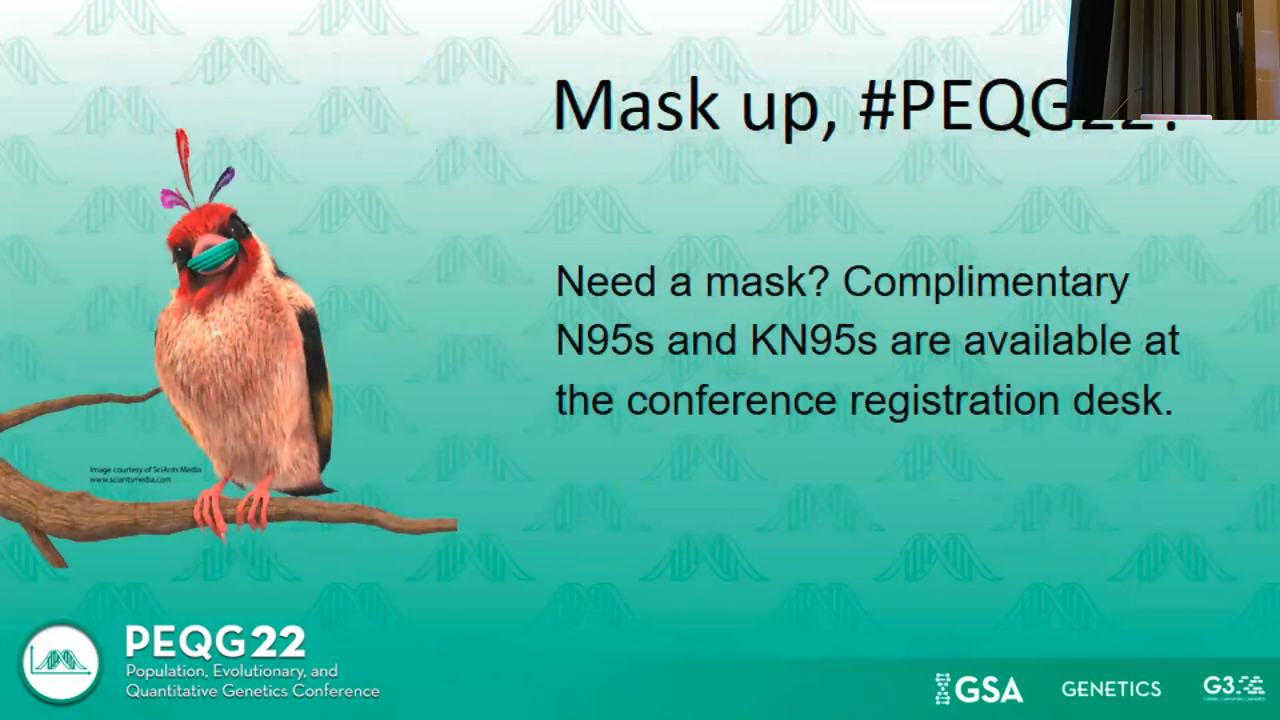 Mask up, #PEQG22!
Need a mask? Complimentary
N95s and KN95s are available at
the conference registration desk.
Image courtesy of SciAnts Media
www.sciantsmedia.com
PEQG22
Population, Evolutionary, and
Quantitative Genetics Conference
GSA
GENETICS
G3